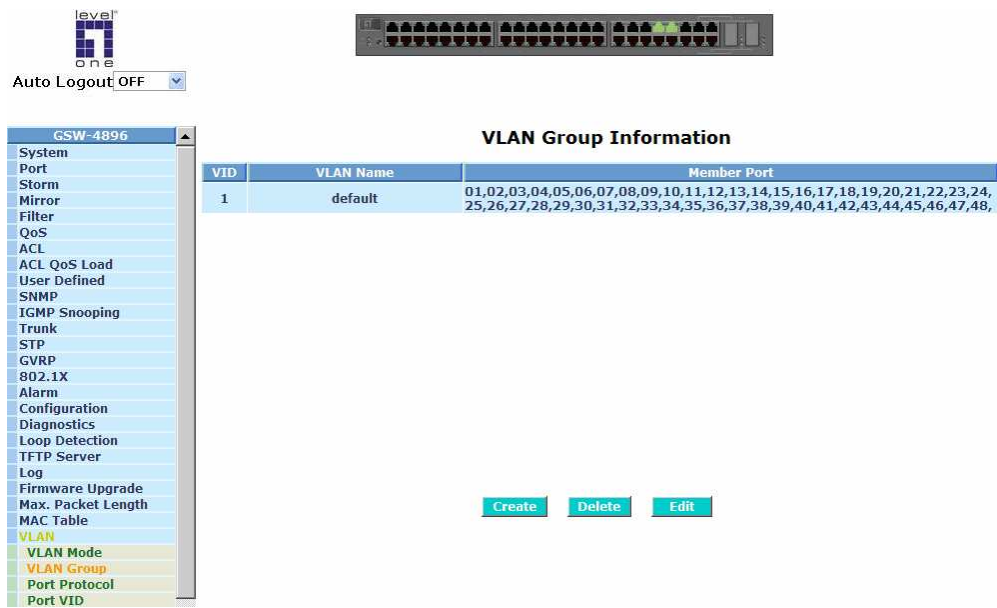 level
one
Auto Logout OFF
GSW-4896
System
Port
Storm
Mirror
Filter
QoS
ACL
ACL QoS Load
User Defined
SNMP
IGMP Snooping
Trunk
STP
GVRP
802.1X
Alarm
Configuration
Diagnostics
Loop Detection
TFTP Server
Log
Firmware Upgrade
Max. Packet Length
MAC Table
VLAN
VLAN Mode
VLAN Group
Port Protocol
Port VID
VLAN Group Information
VID VLAN Name Member Port
1 default 01,02,03,04,05,06,07,08,09,10,11,12,13,14,15,16,17,18,19,20,21,22,23,24,
25,26,27,28,29,30,31,32,33,34,35,36,37,38,39,40,41,42,43,44,45,46,47,48,
Create Delete Edit